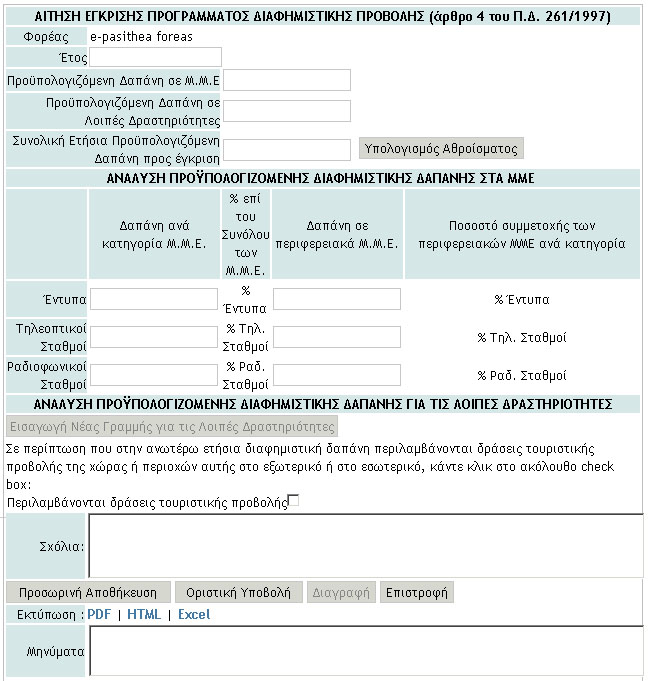 ΑΙΤΗΣΗ ΕΓΚΡΙΣΗΣ ΠΡΟΓΡΑΜΜΑΤΟΣ ΔΙΑΦΗΜΙΣΤΙΚΗΣ ΠΡΟΒΟΛΗΣ (άρθρο 4 του Π.Δ. 261/1997)
Φορέας e-pasithea foreas
Έτος
Προϋπολογιζόμενη Δαπάνη σε Μ.Μ.Ε
Προϋπολογιζόμενη Δαπάνη σε
Λοιπές Δραστηριότητες
Συνολική Ετήσια Προϋπολογιζόμενη
Δαπάνη προς έγκριση
Υπολογισμός Αθροίσματος
ΑΝΑΛΥΣΗ ΠΡΟΫΠΟΛΟΓΙΖΟΜΕΝΗΣ ΔΙΑΦΗΜΙΣΤΙΚΗΣ ΔΑΠΑΝΗΣ ΣΤΑ ΜΜΕ
Δαπάνη ανά
κατηγορία Μ.Μ.Ε.
% επί
του
Συνόλου
των
Μ.Μ.Ε.
Δαπάνη σε
περιφερειακά Μ.Μ.Ε.
Ποσοστό συμμετοχής των
περιφερειακών ΜΜΕ ανά κατηγορία
Έντυπα
%
Έντυπα
% Έντυπα
Τηλεοπτικοί
Σταθμοί
% Τηλ.
Σταθμοί
% Τηλ. Σταθμοί
Ραδιοφωνικοί
Σταθμοί
% Ραδ.
Σταθμοί
% Ραδ. Σταθμοί
ΑΝΑΛΥΣΗ ΠΡΟΫΠΟΛΟΓΙΖΟΜΕΝΗΣ ΔΙΑΦΗΜΙΣΤΙΚΗΣ ΔΑΠΑΝΗΣ ΓΙΑ ΤΙΣ ΛΟΙΠΕΣ ΔΡΑΣΤΗΡΙΟΤΗΤΕΣ
Εισαγωγή Νέας Γραμμής για τις Λοιπές Δραστηριότητες
Σε περίπτωση που στην ανωτέρω ετήσια διαφημιστική δαπάνη περιλαμβάνονται δράσεις τουριστικής
προβολής της χώρας ή περιοχών αυτής στο εξωτερικό ή στο εσωτερικό, κάντε κλικ στο ακόλουθο check
box:
Περιλαμβάνονται δράσεις τουριστικής προβολής
Σχόλια:
Προσωρινή Αποθήκευση Οριστική Υποβολή Διαγραφή Επιστροφή
Εκτύπωση : PDF | HTML | Excel
Μηνύματα